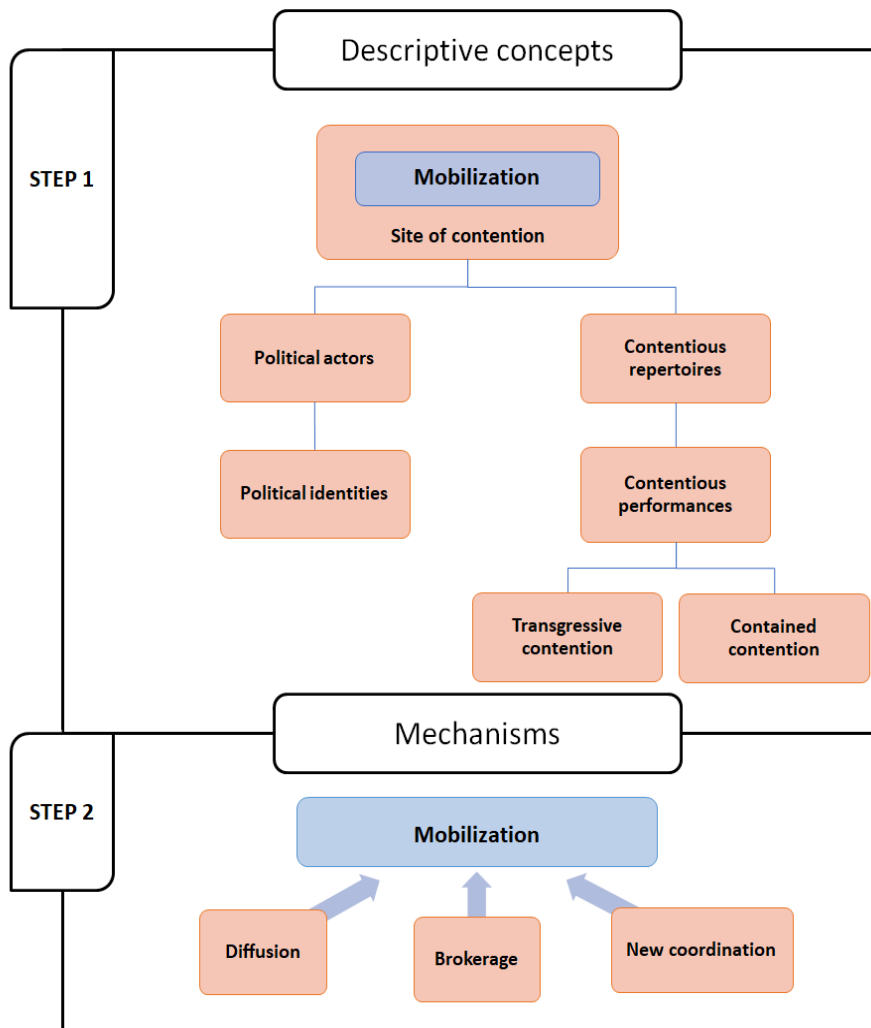 Descriptive concepts
STEP 1
Mobilization
Site of contention
Political actors
Contentious
repertoires
Political identities
Contentious
performances
Transgressive
contention
Contained
contention
Mechanisms
STEP 2
Mobilization
Diffusion
Brokerage
New coordination